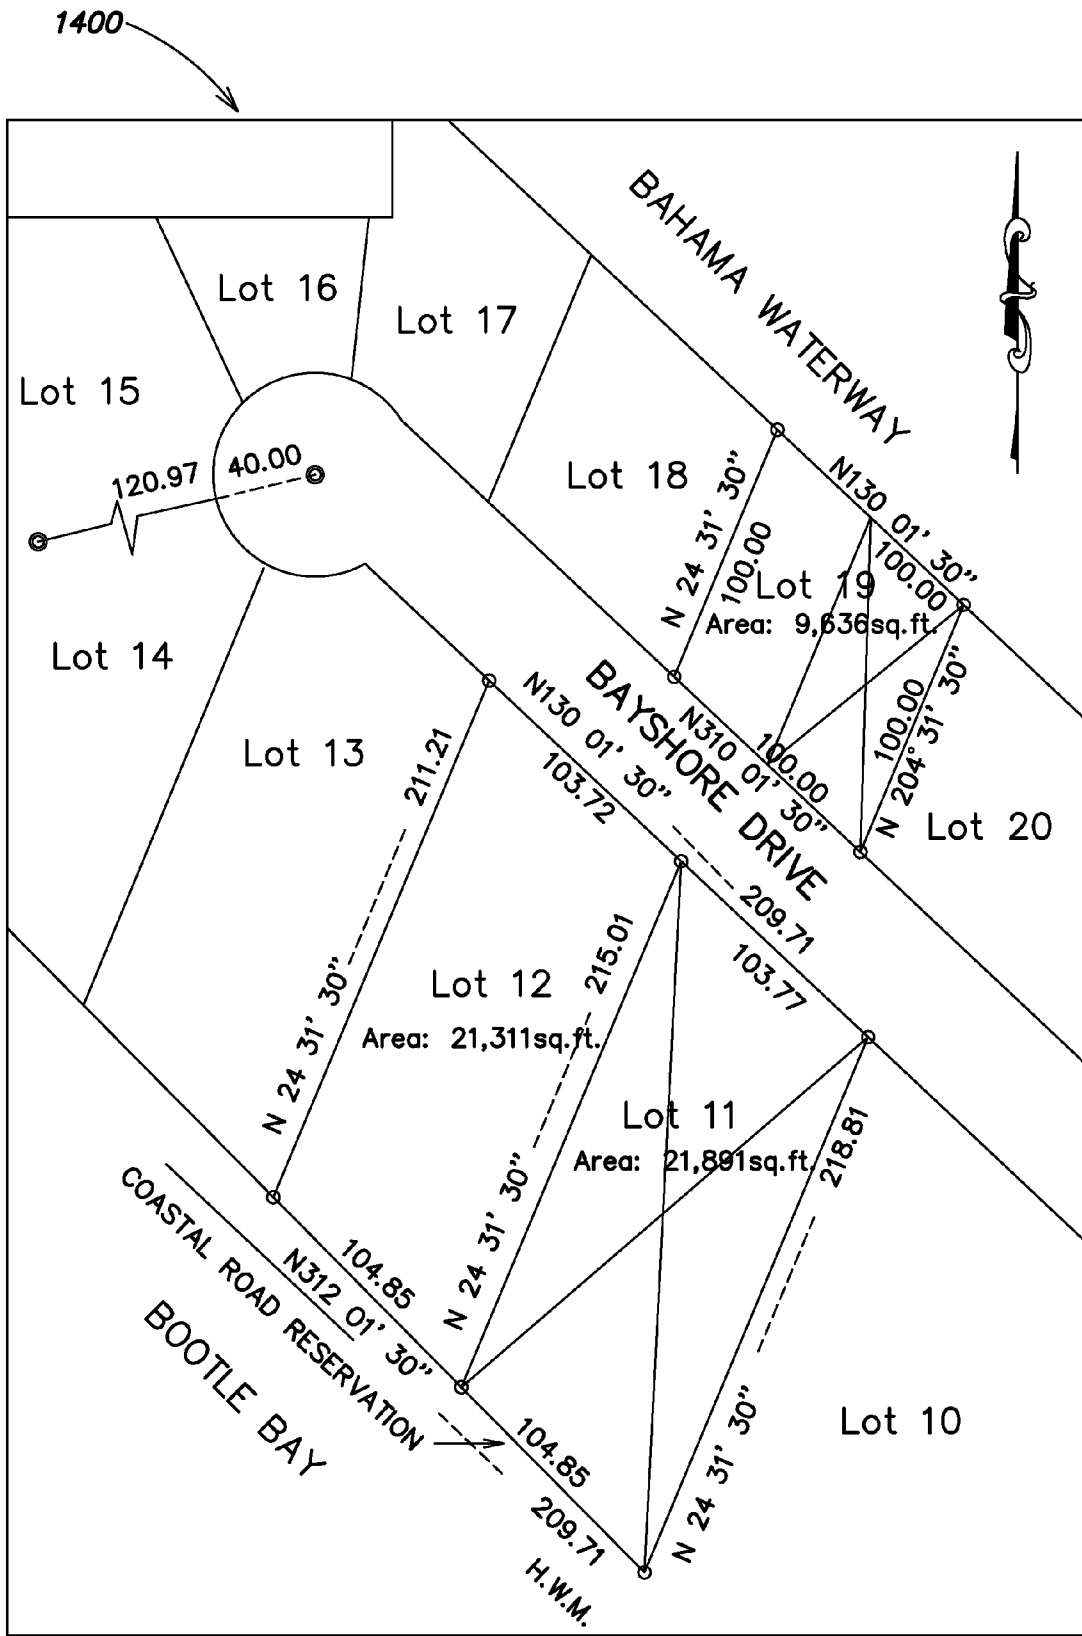 1400
BAHAMA WATERWAY
Lot 16
Lot 17
Lot 15
120.97
40.00
Lot 18
N 24 31' 30"
100.00
N130 01' 30"
100.00
Lot 19
Area: 9,636sq.ft.
Lot 14
BAYSHORE DRIVE
N310 01' 30"
100.00
100.00
N 204° 31' 30"
Lot 20
Lot 13
211.21
N 24 31' 30"
N130 01' 30"
103.72
209.71
103.77
Lot 12
Area: 21,311sq.ft.
215.01
N 24 31' 30"
Lot 11
Area: 21,891sq.ft.
218.81
N 24 31' 30"
COASTAL ROAD RESERVATION
N312 01' 30"
104.85
BOOTLE BAY
104.85
209.71
H.W.M.
Lot 10